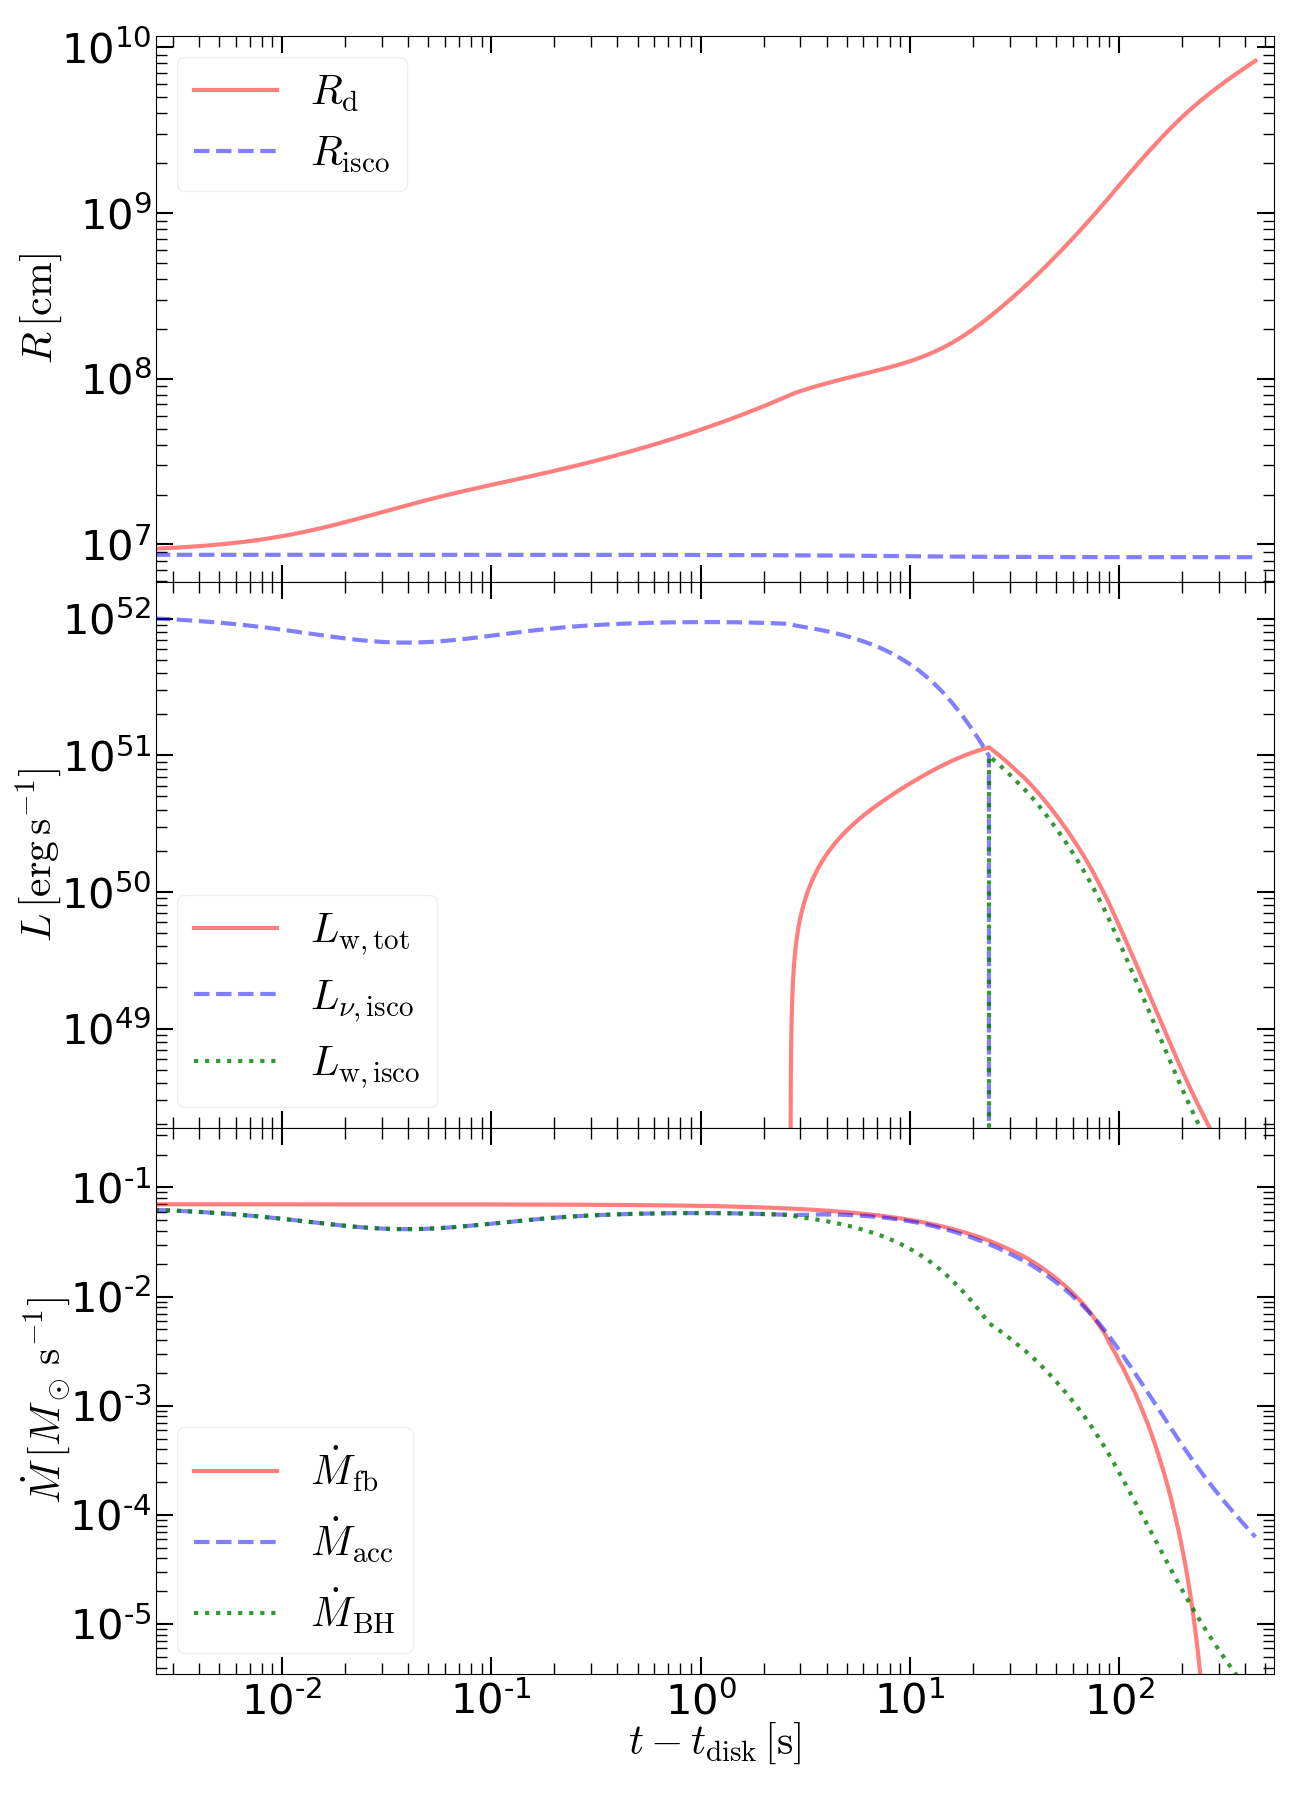 10^10
10^9
10^8
10^7
R [cm]
R_d
R_isco
10^52
10^51
10^50
10^49
L [erg s^−1]
L_w, tot
L_ν, isco
L_w, isco
10^-1
10^-2
10^-3
10^-4
10^-5
Ṁ [M_⊙ s^−1]
Ṁ_fb
Ṁ_acc
Ṁ_BH
10^-2 10^-1 10^0 10^1 10^2
t − t_disk [s]